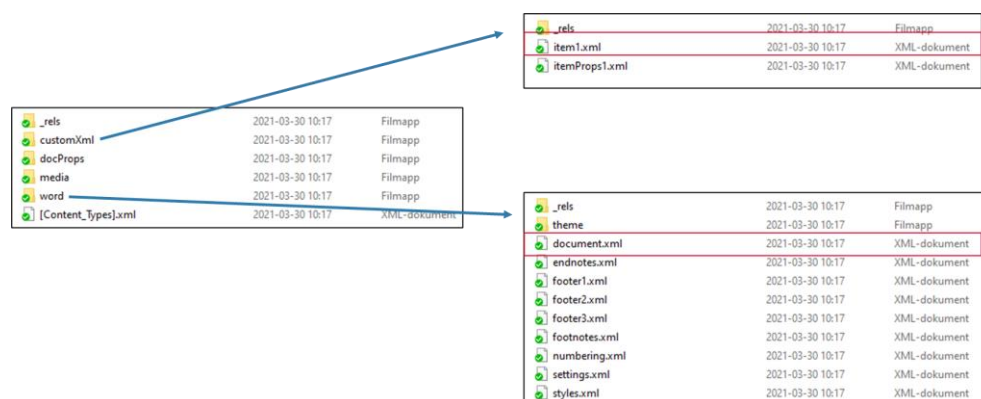 _rels 2021-03-30 10:17 Filmapp
item1.xml 2021-03-30 10:17 XML-dokument
itemProps1.xml 2021-03-30 10:17 XML-dokument
_rels 2021-03-30 10:17 Filmapp
customXml 2021-03-30 10:17 Filmapp
docProps 2021-03-30 10:17 Filmapp
media 2021-03-30 10:17 Filmapp
word 2021-03-30 10:17 Filmapp
[Content_Types].xml 2021-03-30 10:17 XML-dokument
_rels 2021-03-30 10:17 Filmapp
theme 2021-03-30 10:17 Filmapp
document.xml 2021-03-30 10:17 XML-dokument
endnotes.xml 2021-03-30 10:17 XML-dokument
footer1.xml 2021-03-30 10:17 XML-dokument
footer2.xml 2021-03-30 10:17 XML-dokument
footer3.xml 2021-03-30 10:17 XML-dokument
footnotes.xml 2021-03-30 10:17 XML-dokument
numbering.xml 2021-03-30 10:17 XML-dokument
settings.xml 2021-03-30 10:17 XML-dokument
styles.xml 2021-03-30 10:17 XML-dokument